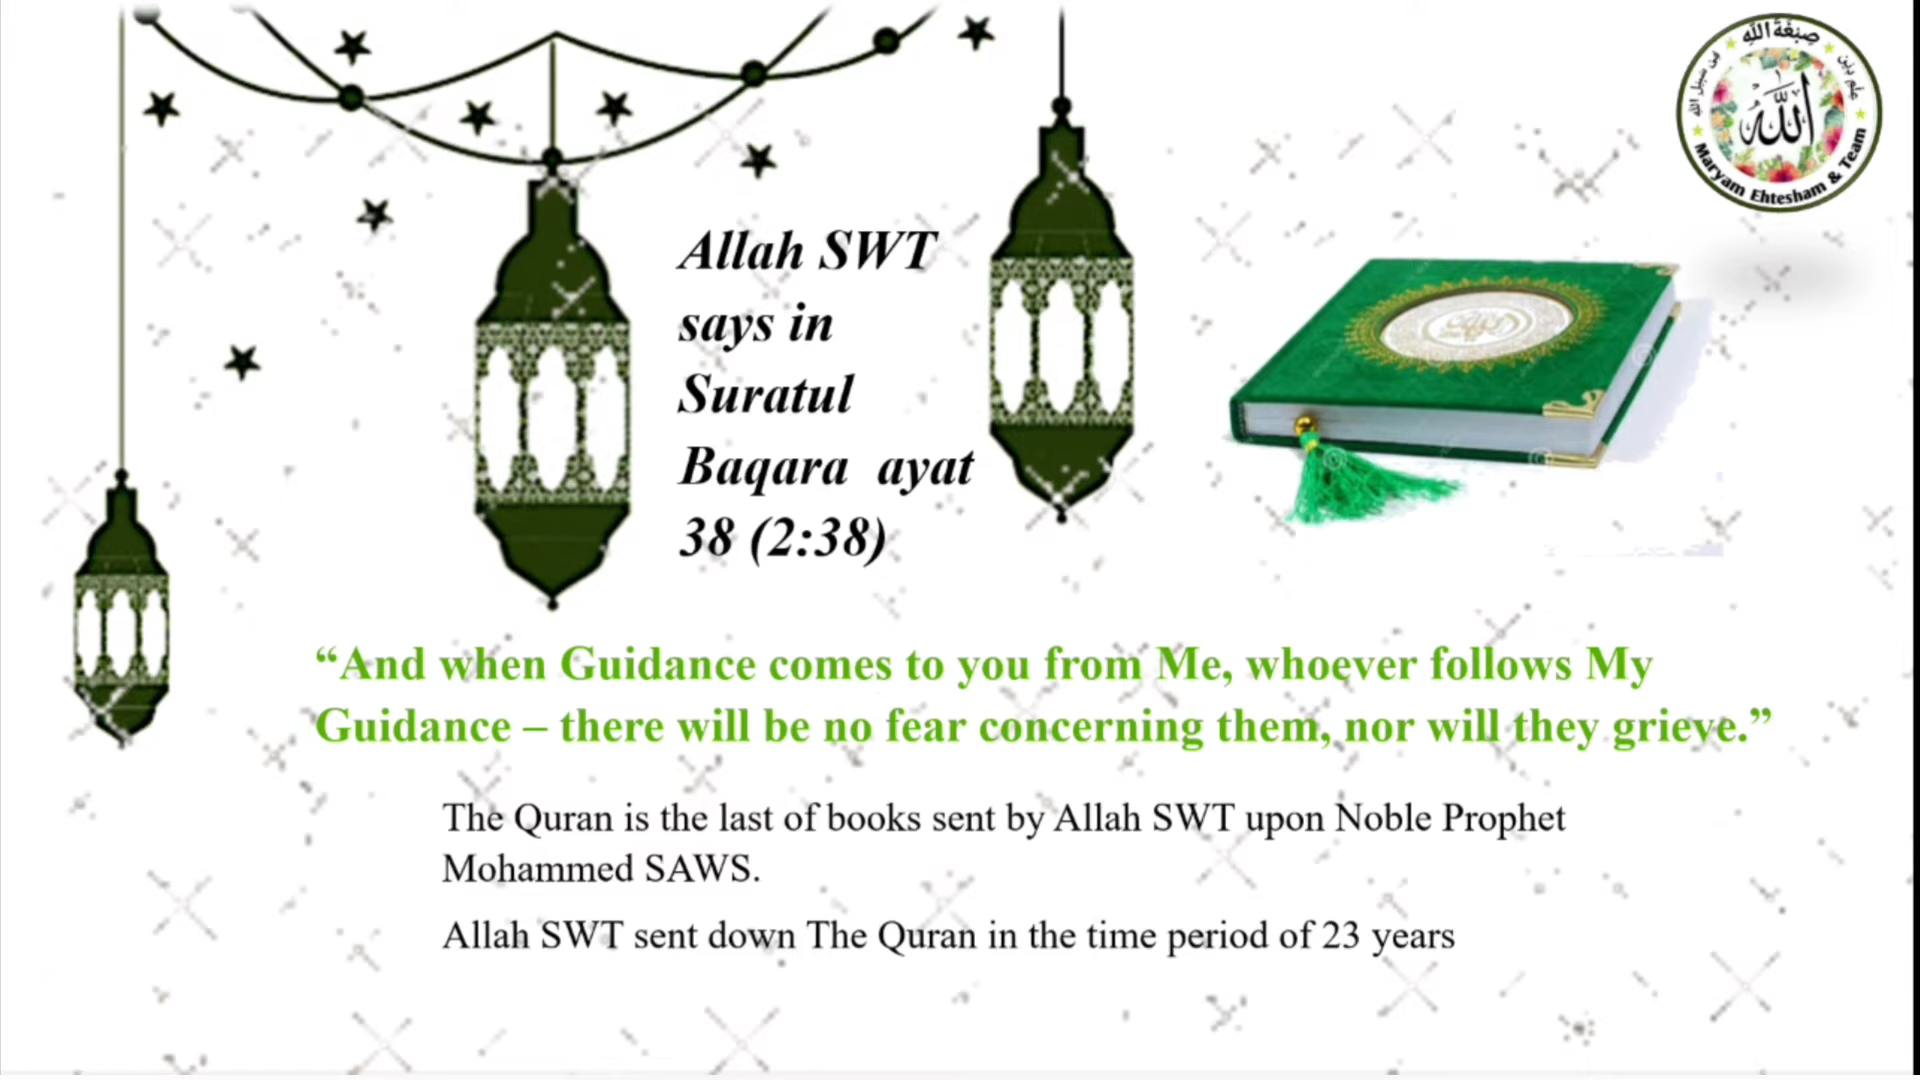 صِبْغَةَ اللّٰهِ
الله
Maryam Ehtesham & Team
Allah SWT
says in
Suratul
Baqara ayat
38 (2:38)
“And when Guidance comes to you from Me, whoever follows My
Guidance – there will be no fear concerning them, nor will they grieve.”
The Quran is the last of books sent by Allah SWT upon Noble Prophet
Mohammed SAWS.
Allah SWT sent down The Quran in the time period of 23 years